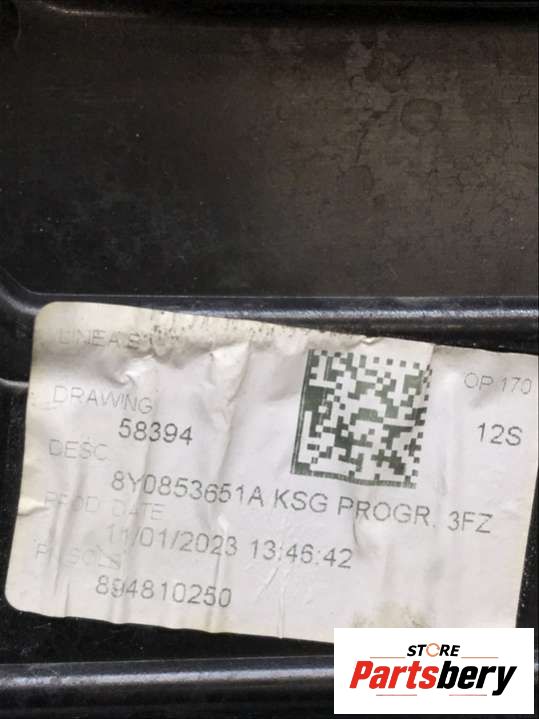 LINEA
OP 170
DRAWING
58394
12S
DESC.
8Y0853651A KSG PROGR. 3FZ
PROD DATE
11/01/2023 13:46:42
894810250
STORE
Partsbery